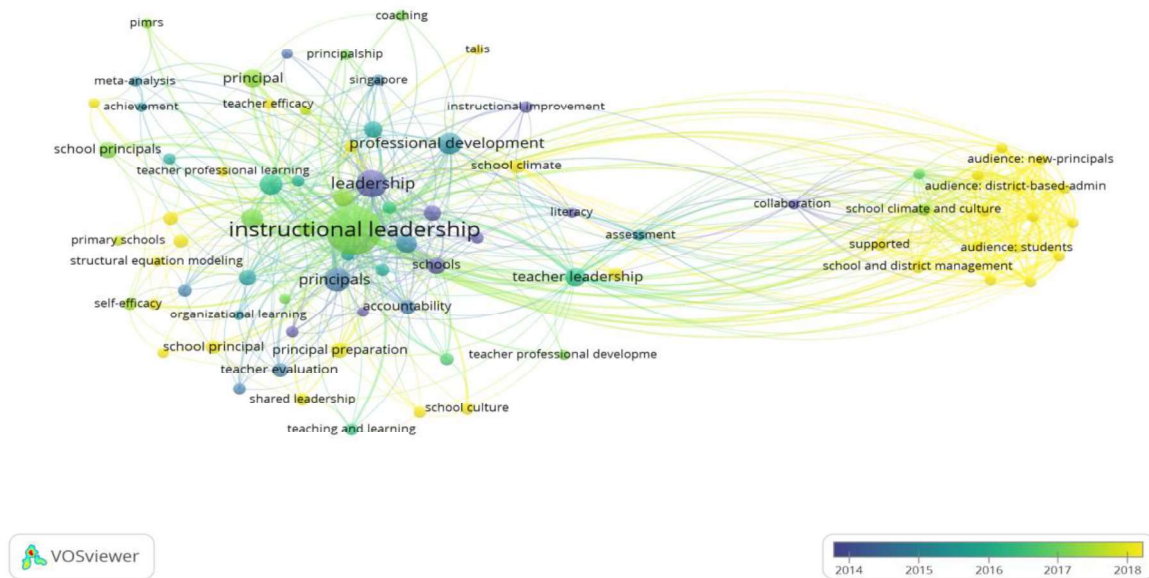 pimrs
coaching
principalship
talis
meta-analysis
principal
singapore
achievement
teacher efficacy
instructional improvement
school principals
professional development
teacher professional learning
school climate
audience: new-principals
leadership
audience: district-based-admin
literacy
collaboration
school climate and culture
instructional leadership
assessment
primary schools
supported
audience: students
structural equation modeling
schools
school and district management
principals
teacher leadership
self-efficacy
accountability
organizational learning
school principal
principal preparation
teacher professional developme
teacher evaluation
shared leadership
school culture
teaching and learning
VOSviewer
2014
2015
2016
2017
2018